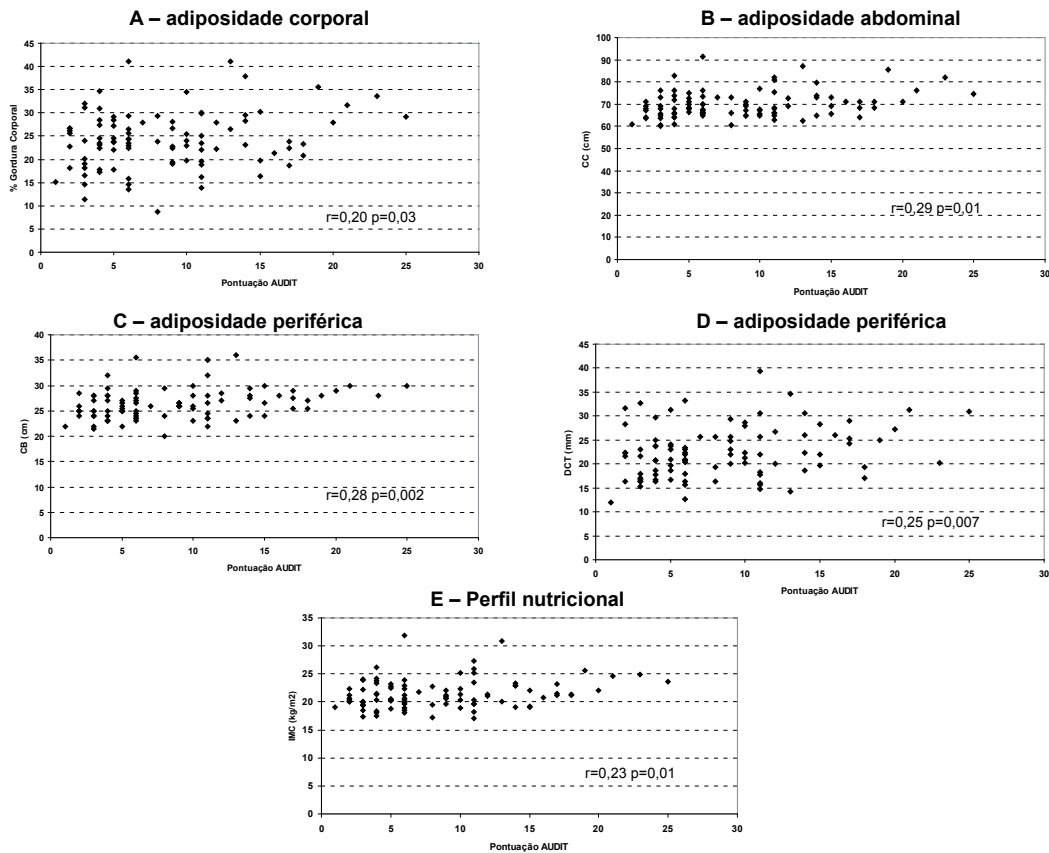 A – adiposidade corporal
45
40
35
30
25
20
15
10
5
0
% Gordura Corporal
r=0,20 p=0,03
0 5 10 15 20 25 30
Pontuação AUDIT
B – adiposidade abdominal
100
90
80
70
60
50
40
30
20
10
0
CC (cm)
r=0,29 p=0,01
0 5 10 15 20 25 30
Pontuação AUDIT
C – adiposidade periférica
40
35
30
25
20
15
10
5
0
CB (cm)
r=0,28 p=0,002
0 5 10 15 20 25 30
Pontuação AUDIT
D – adiposidade periférica
45
40
35
30
25
20
15
10
5
0
DCT (mm)
r=0,25 p=0,007
0 5 10 15 20 25 30
Pontuação AUDIT
E – Perfil nutricional
35
30
25
20
15
10
5
0
IMC (kg/m2)
r=0,23 p=0,01
0 5 10 15 20 25 30
Pontuação AUDIT